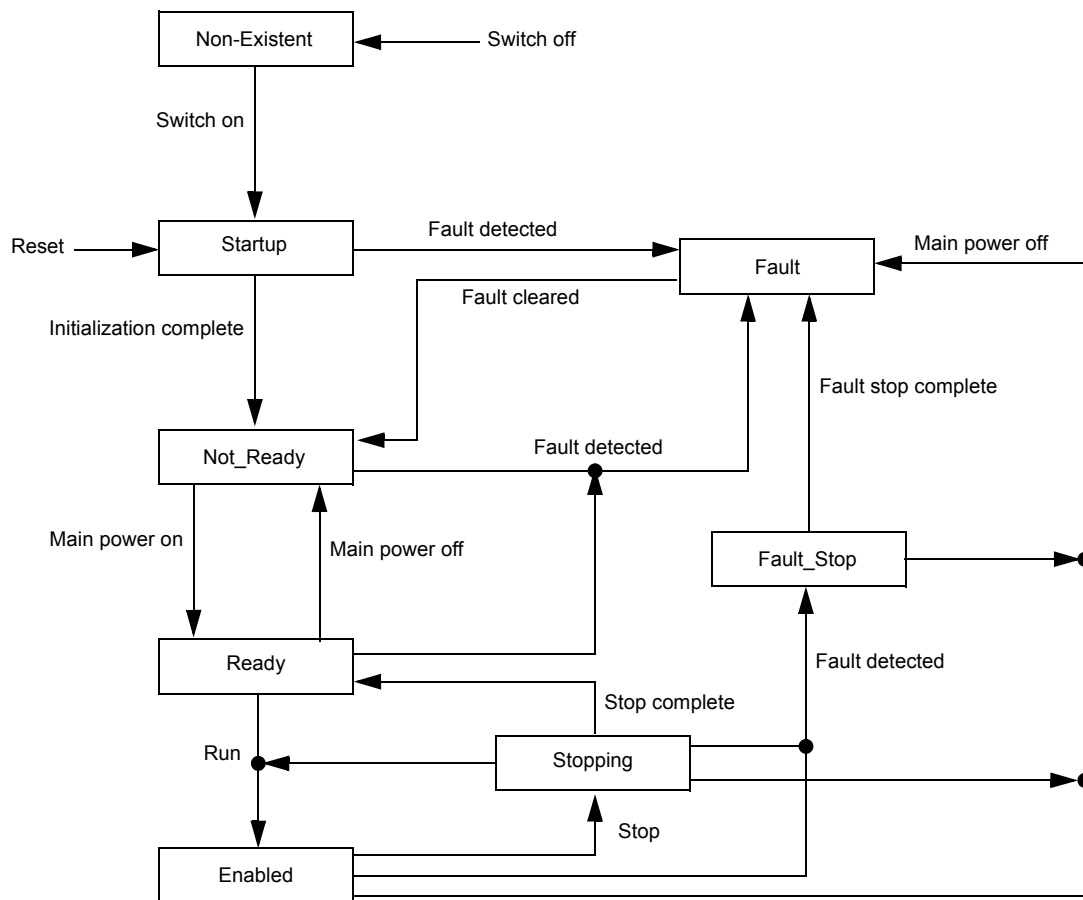 Non-Existent
Switch off
Switch on
Reset
Startup
Fault detected
Fault
Main power off
Fault cleared
Initialization complete
Fault stop complete
Not_Ready
Fault detected
Main power on
Main power off
Fault_Stop
Ready
Fault detected
Stop complete
Run
Stopping
Stop
Enabled